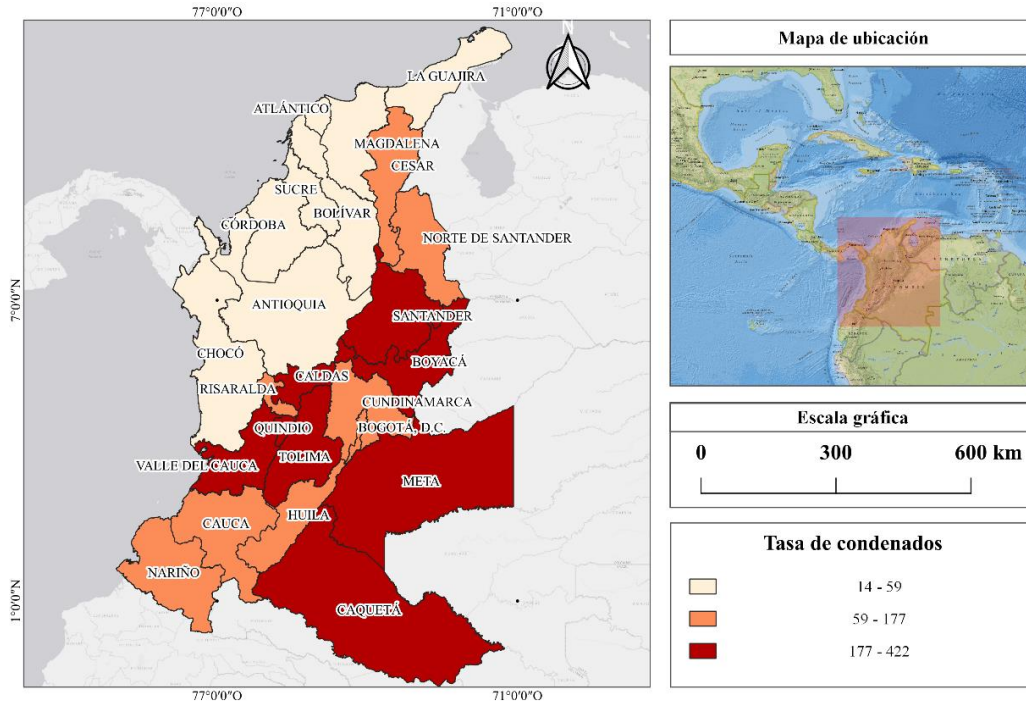 77°0'0"O
71°0'0"O
N
LA GUAJIRA
ATLÁNTICO
MAGDALENA
CESAR
SUCRE
BOLÍVAR
CÓRDOBA
NORTE DE SANTANDER
7°0'0"N
ANTIOQUIA
SANTANDER
CHOCÓ
BOYACÁ
CALDAS
RISARALDA
CUNDINAMARCA
QUINDIO
BOGOTÁ, D.C.
TOLIMA
VALLE DEL CAUCA
META
HUILA
CAUCA
NARIÑO
1°0'0"N
CAQUETÁ
77°0'0"O
71°0'0"O
Mapa de ubicación
Escala gráfica
0 300 600 km
Tasa de condenados
14 - 59
59 - 177
177 - 422